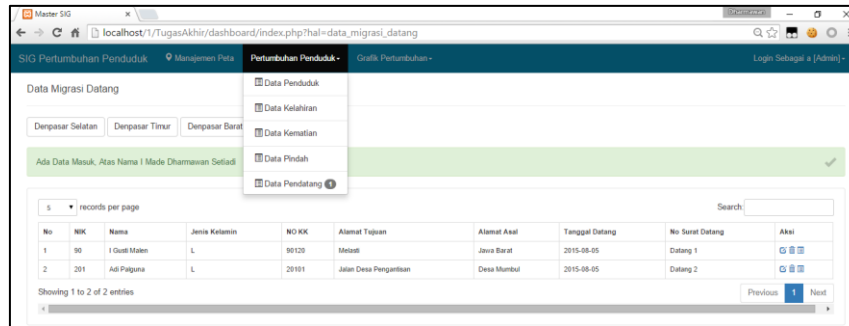 Master SIG
Dharmawan
localhost/1/TugasAkhir/dashboard/index.php?hal=data_migrasi_datang
SIG Pertumbuhan Penduduk Manajemen Peta Pertumbuhan Penduduk Grafik Pertumbuhan Login Sebagai a [Admin]
Data Migrasi Datang
Data Penduduk
Data Kelahiran
Data Kematian
Data Pindah
Data Pendatang 1
Denpasar Selatan Denpasar Timur Denpasar Barat
Ada Data Masuk, Atas Nama I Made Dharmawan Setiadi
5 records per page Search:
No NIK Nama Jenis Kelamin NO KK Alamat Tujuan Alamat Asal Tanggal Datang No Surat Datang Aksi
1 90 I Gusti Malen L 90120 Melasti Jawa Barat 2015-08-05 Datang 1
2 201 Adi Palguna L 20101 Jalan Desa Pengantisan Desa Mumbul 2015-08-05 Datang 2
Showing 1 to 2 of 2 entries Previous 1 Next